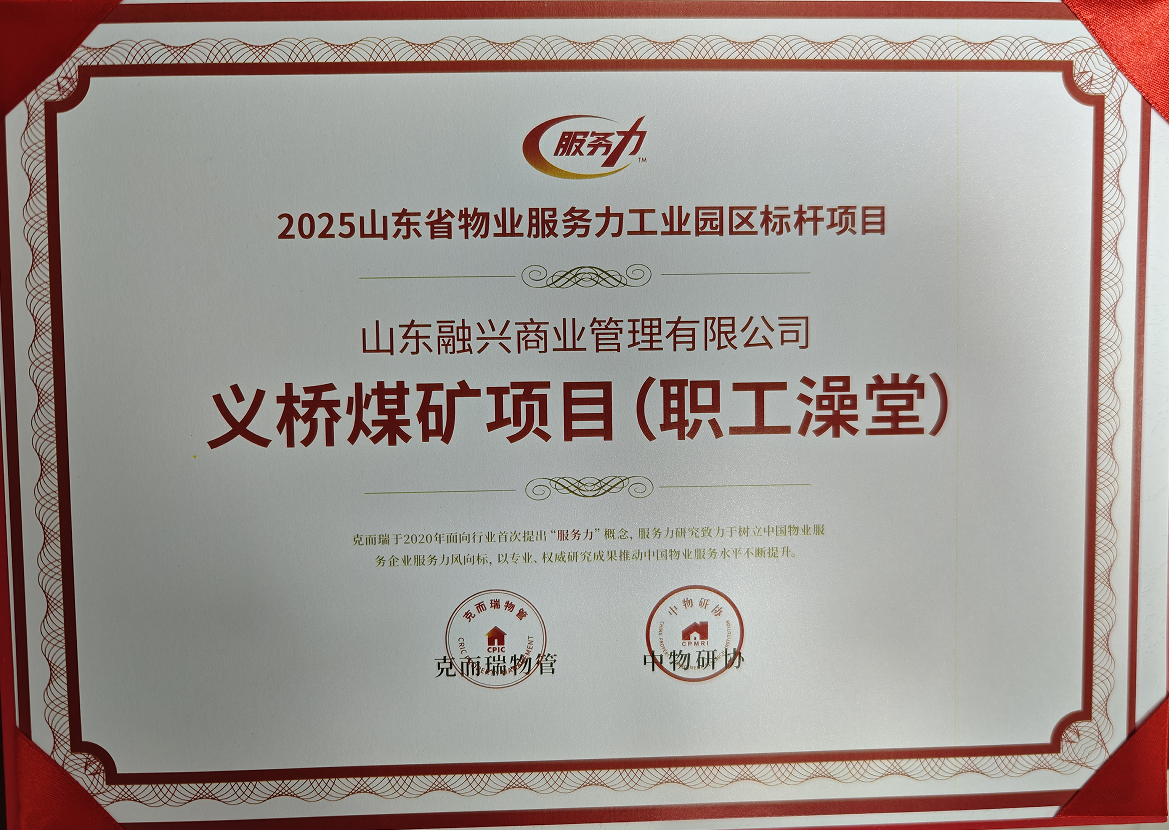 服务力 TM
2025山东省物业服务力工业园区标杆项目
山东融兴商业管理有限公司
义桥煤矿项目(职工澡堂)
克而瑞于2020年面向行业首次提出“服务力”概念, 服务力研究致力于树立中国物业服
务企业服务力风向标, 以专业、权威研究成果推动中国物业服务水平不断提升。
克而瑞物管
CPIC
克而瑞物管
中物研协
CPMRI
中物研协